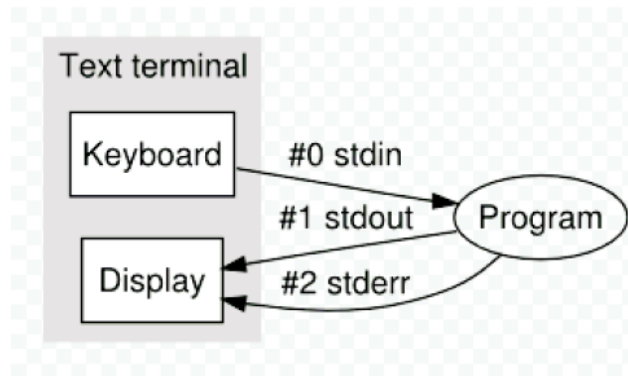 Text terminal
Keyboard
#0 stdin
#1 stdout
Program
Display
#2 stderr